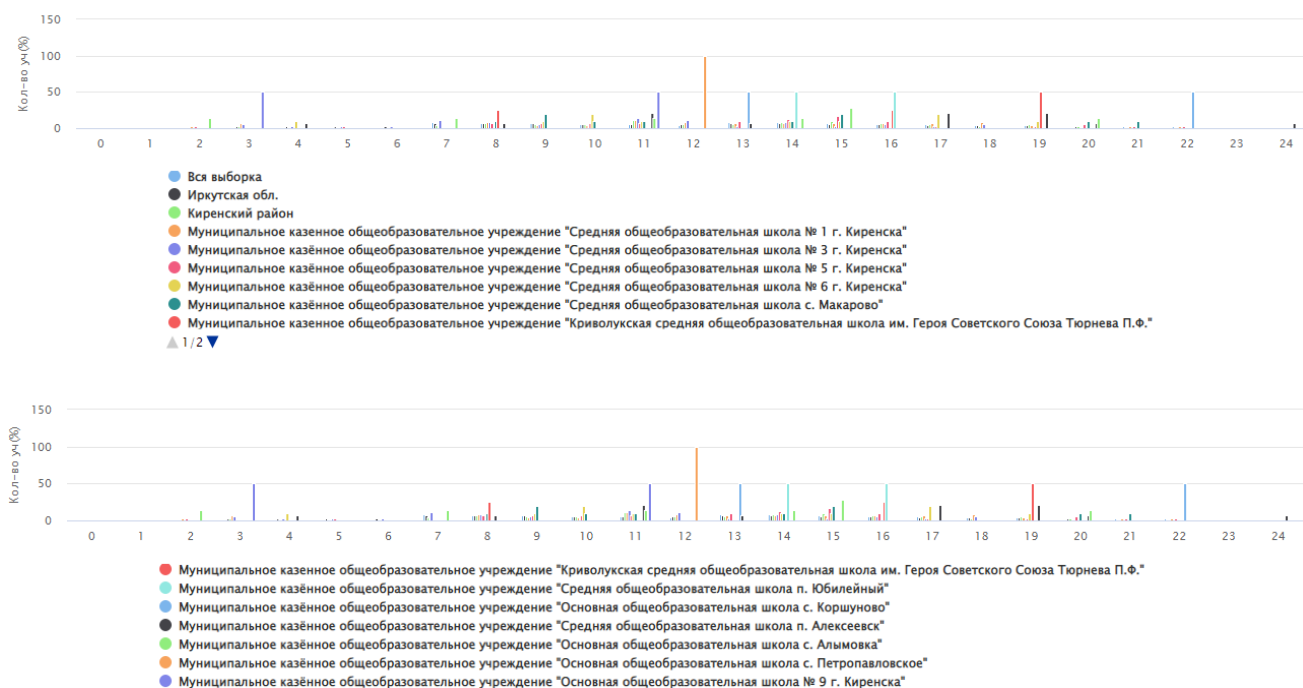 150
100
50
0
Кол-во уч(%)
0 1 2 3 4 5 6 7 8 9 10 11 12 13 14 15 16 17 18 19 20 21 22 23 24
Вся выборка
Иркутская обл.
Киренский район
Муниципальное казенное общеобразовательное учреждение "Средняя общеобразовательная школа № 1 г. Киренска"
Муниципальное казённое общеобразовательное учреждение "Средняя общеобразовательная школа № 3 г. Киренска"
Муниципальное казённое общеобразовательное учреждение "Средняя общеобразовательная школа № 5 г. Киренска"
Муниципальное казённое общеобразовательное учреждение "Средняя общеобразовательная школа № 6 г. Киренска"
Муниципальное казённое общеобразовательное учреждение "Средняя общеобразовательная школа с. Макарово"
Муниципальное казенное общеобразовательное учреждение "Криволукская средняя общеобразовательная школа им. Героя Советского Союза Тюрнева П.Ф."
1/2
150
100
50
0
Кол-во уч(%)
0 1 2 3 4 5 6 7 8 9 10 11 12 13 14 15 16 17 18 19 20 21 22 23 24
Муниципальное казенное общеобразовательное учреждение "Криволукская средняя общеобразовательная школа им. Героя Советского Союза Тюрнева П.Ф."
Муниципальное казённое общеобразовательное учреждение "Средняя общеобразовательная школа п. Юбилейный"
Муниципальное казённое общеобразовательное учреждение "Основная общеобразовательная школа с. Коршуново"
Муниципальное казённое общеобразовательное учреждение "Средняя общеобразовательная школа п. Алексеевск"
Муниципальное казённое общеобразовательное учреждение "Основная общеобразовательная школа с. Алымовка"
Муниципальное казённое общеобразовательное учреждение "Основная общеобразовательная школа с. Петропавловское"
Муниципальное казённое общеобразовательное учреждение "Основная общеобразовательная школа № 9 г. Киренска"